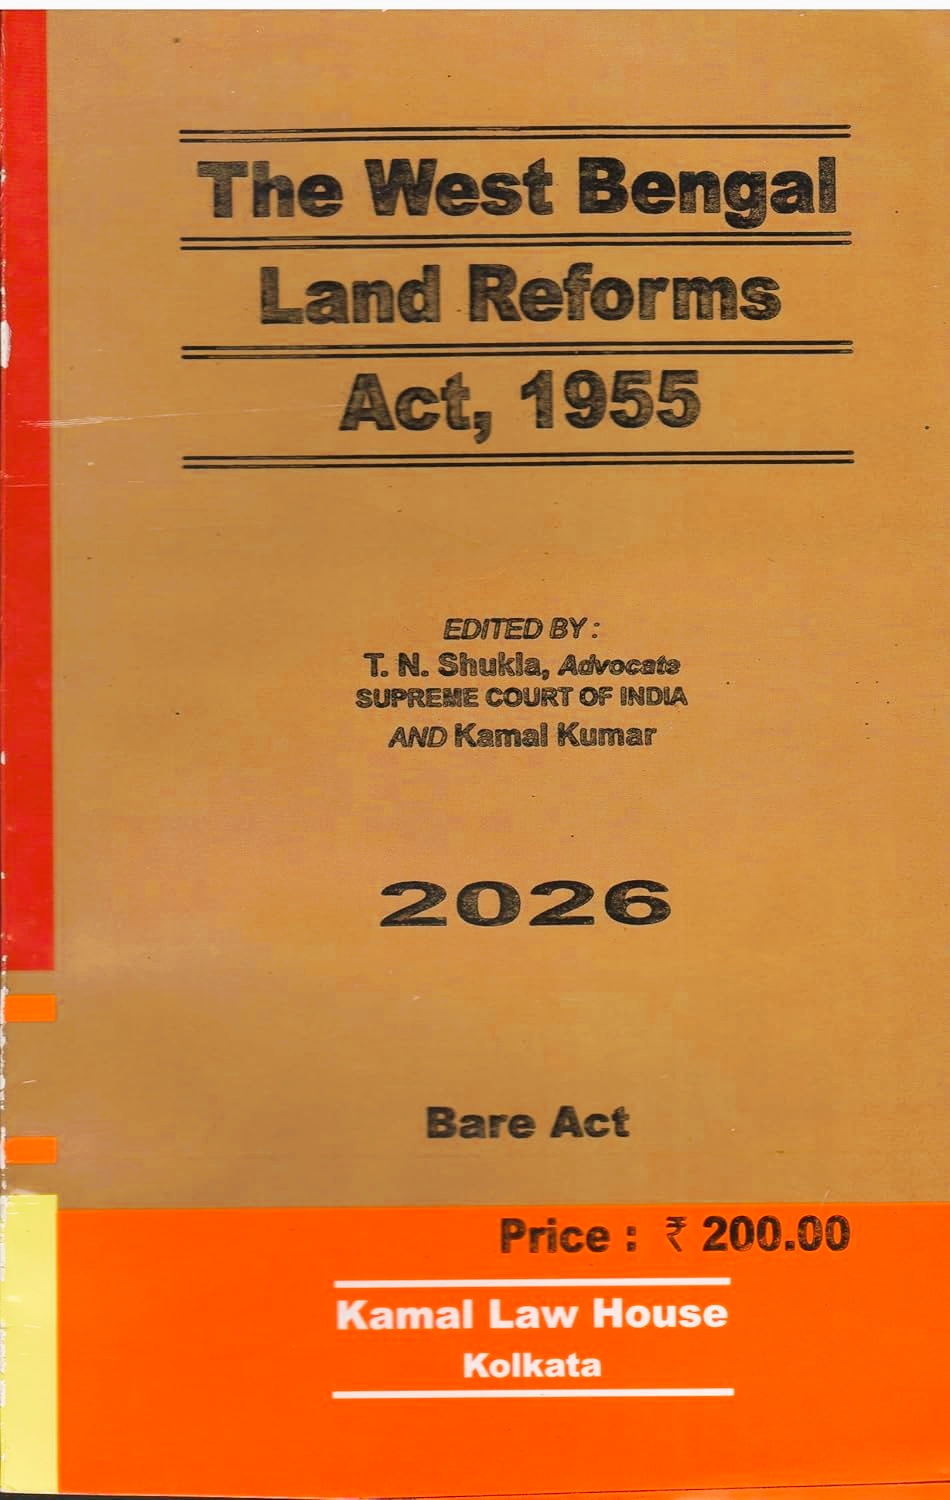 The West Bengal
Land Reforms
Act, 1955
EDITED BY :
T. N. Shukla, Advocate
SUPREME COURT OF INDIA
AND Kamal Kumar
2026
Bare Act
Price : ₹ 200.00
Kamal Law House
Kolkata